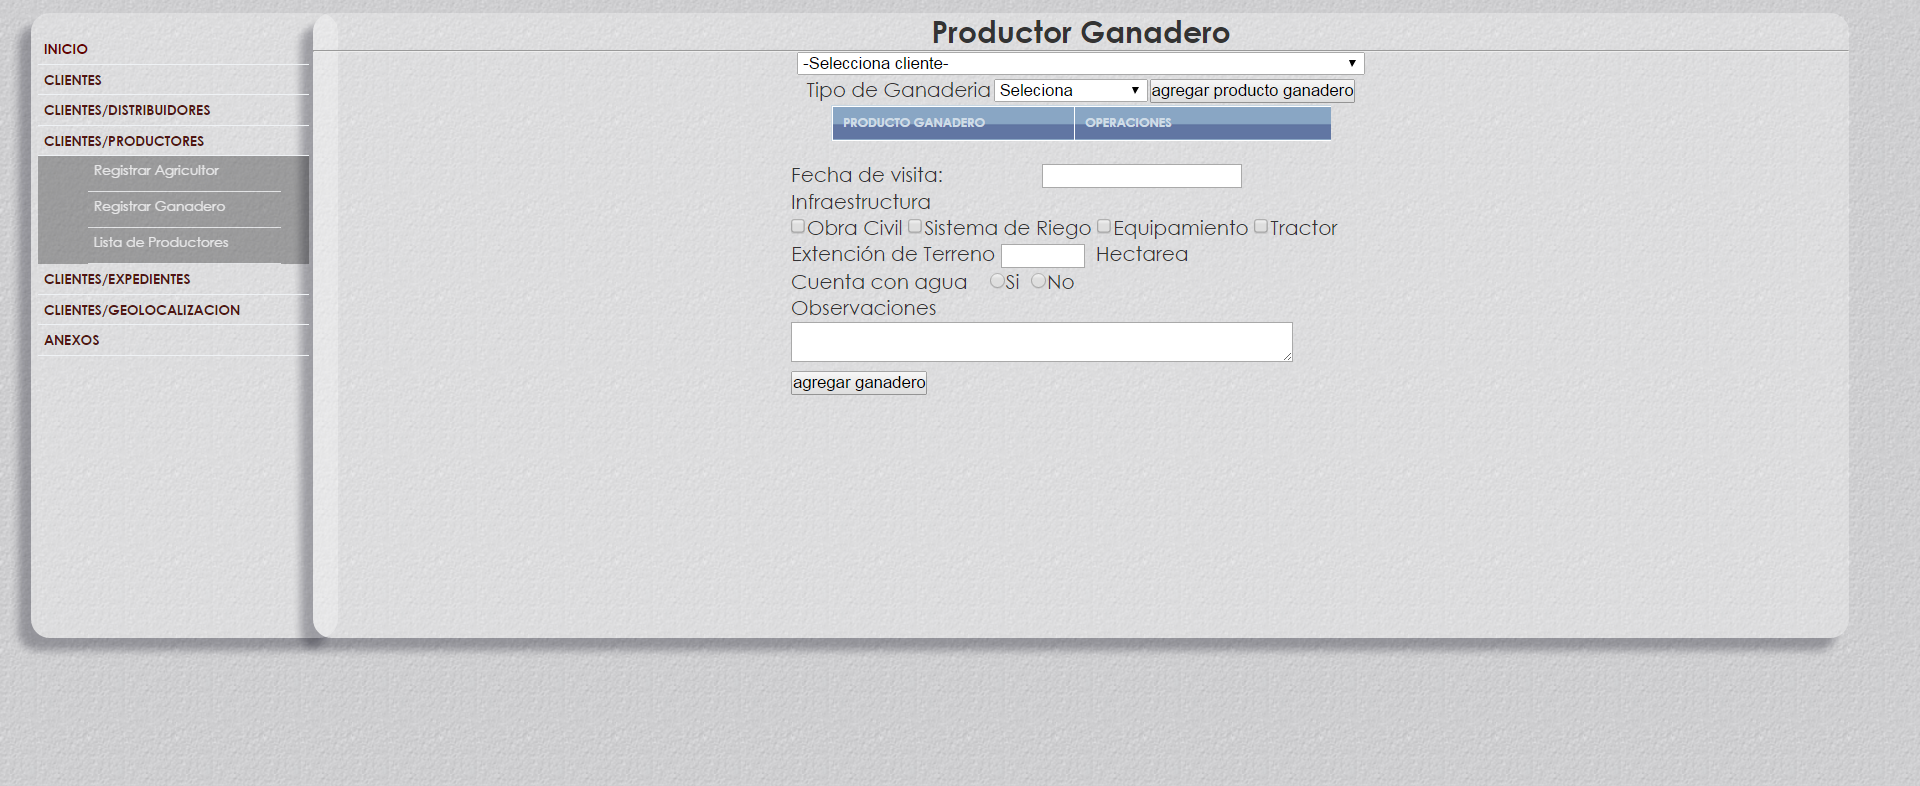 INICIO
CLIENTES
CLIENTES/DISTRIBUIDORES
CLIENTES/PRODUCTORES
Registrar Agricultor
Registrar Ganadero
Lista de Productores
CLIENTES/EXPEDIENTES
CLIENTES/GEOLOCALIZACION
ANEXOS
Productor Ganadero
-Selecciona cliente-
Tipo de Ganaderia Seleciona agregar producto ganadero
PRODUCTO GANADERO OPERACIONES
Fecha de visita:
Infraestructura
Obra Civil Sistema de Riego Equipamiento Tractor
Extención de Terreno Hectarea
Cuenta con agua Si No
Observaciones
agregar ganadero